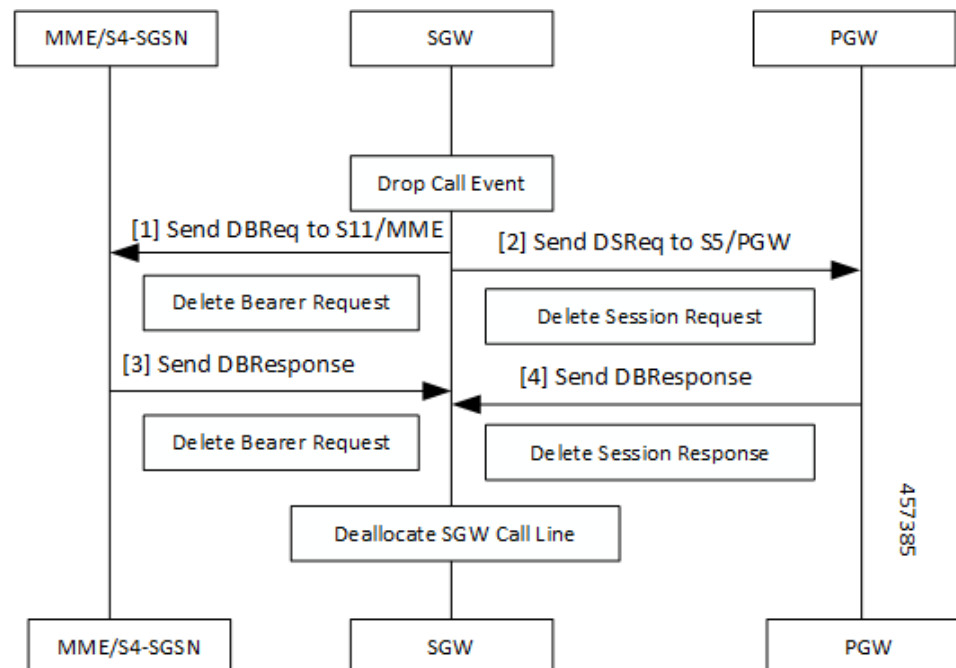 MME/S4-SGSN
SGW
PGW
Drop Call Event
[1] Send DBReq to S11/MME
[2] Send DSReq to S5/PGW
Delete Bearer Request
Delete Session Request
[3] Send DBResponse
[4] Send DBResponse
Delete Bearer Request
Delete Session Response
457385
Deallocate SGW Call Line
MME/S4-SGSN
SGW
PGW